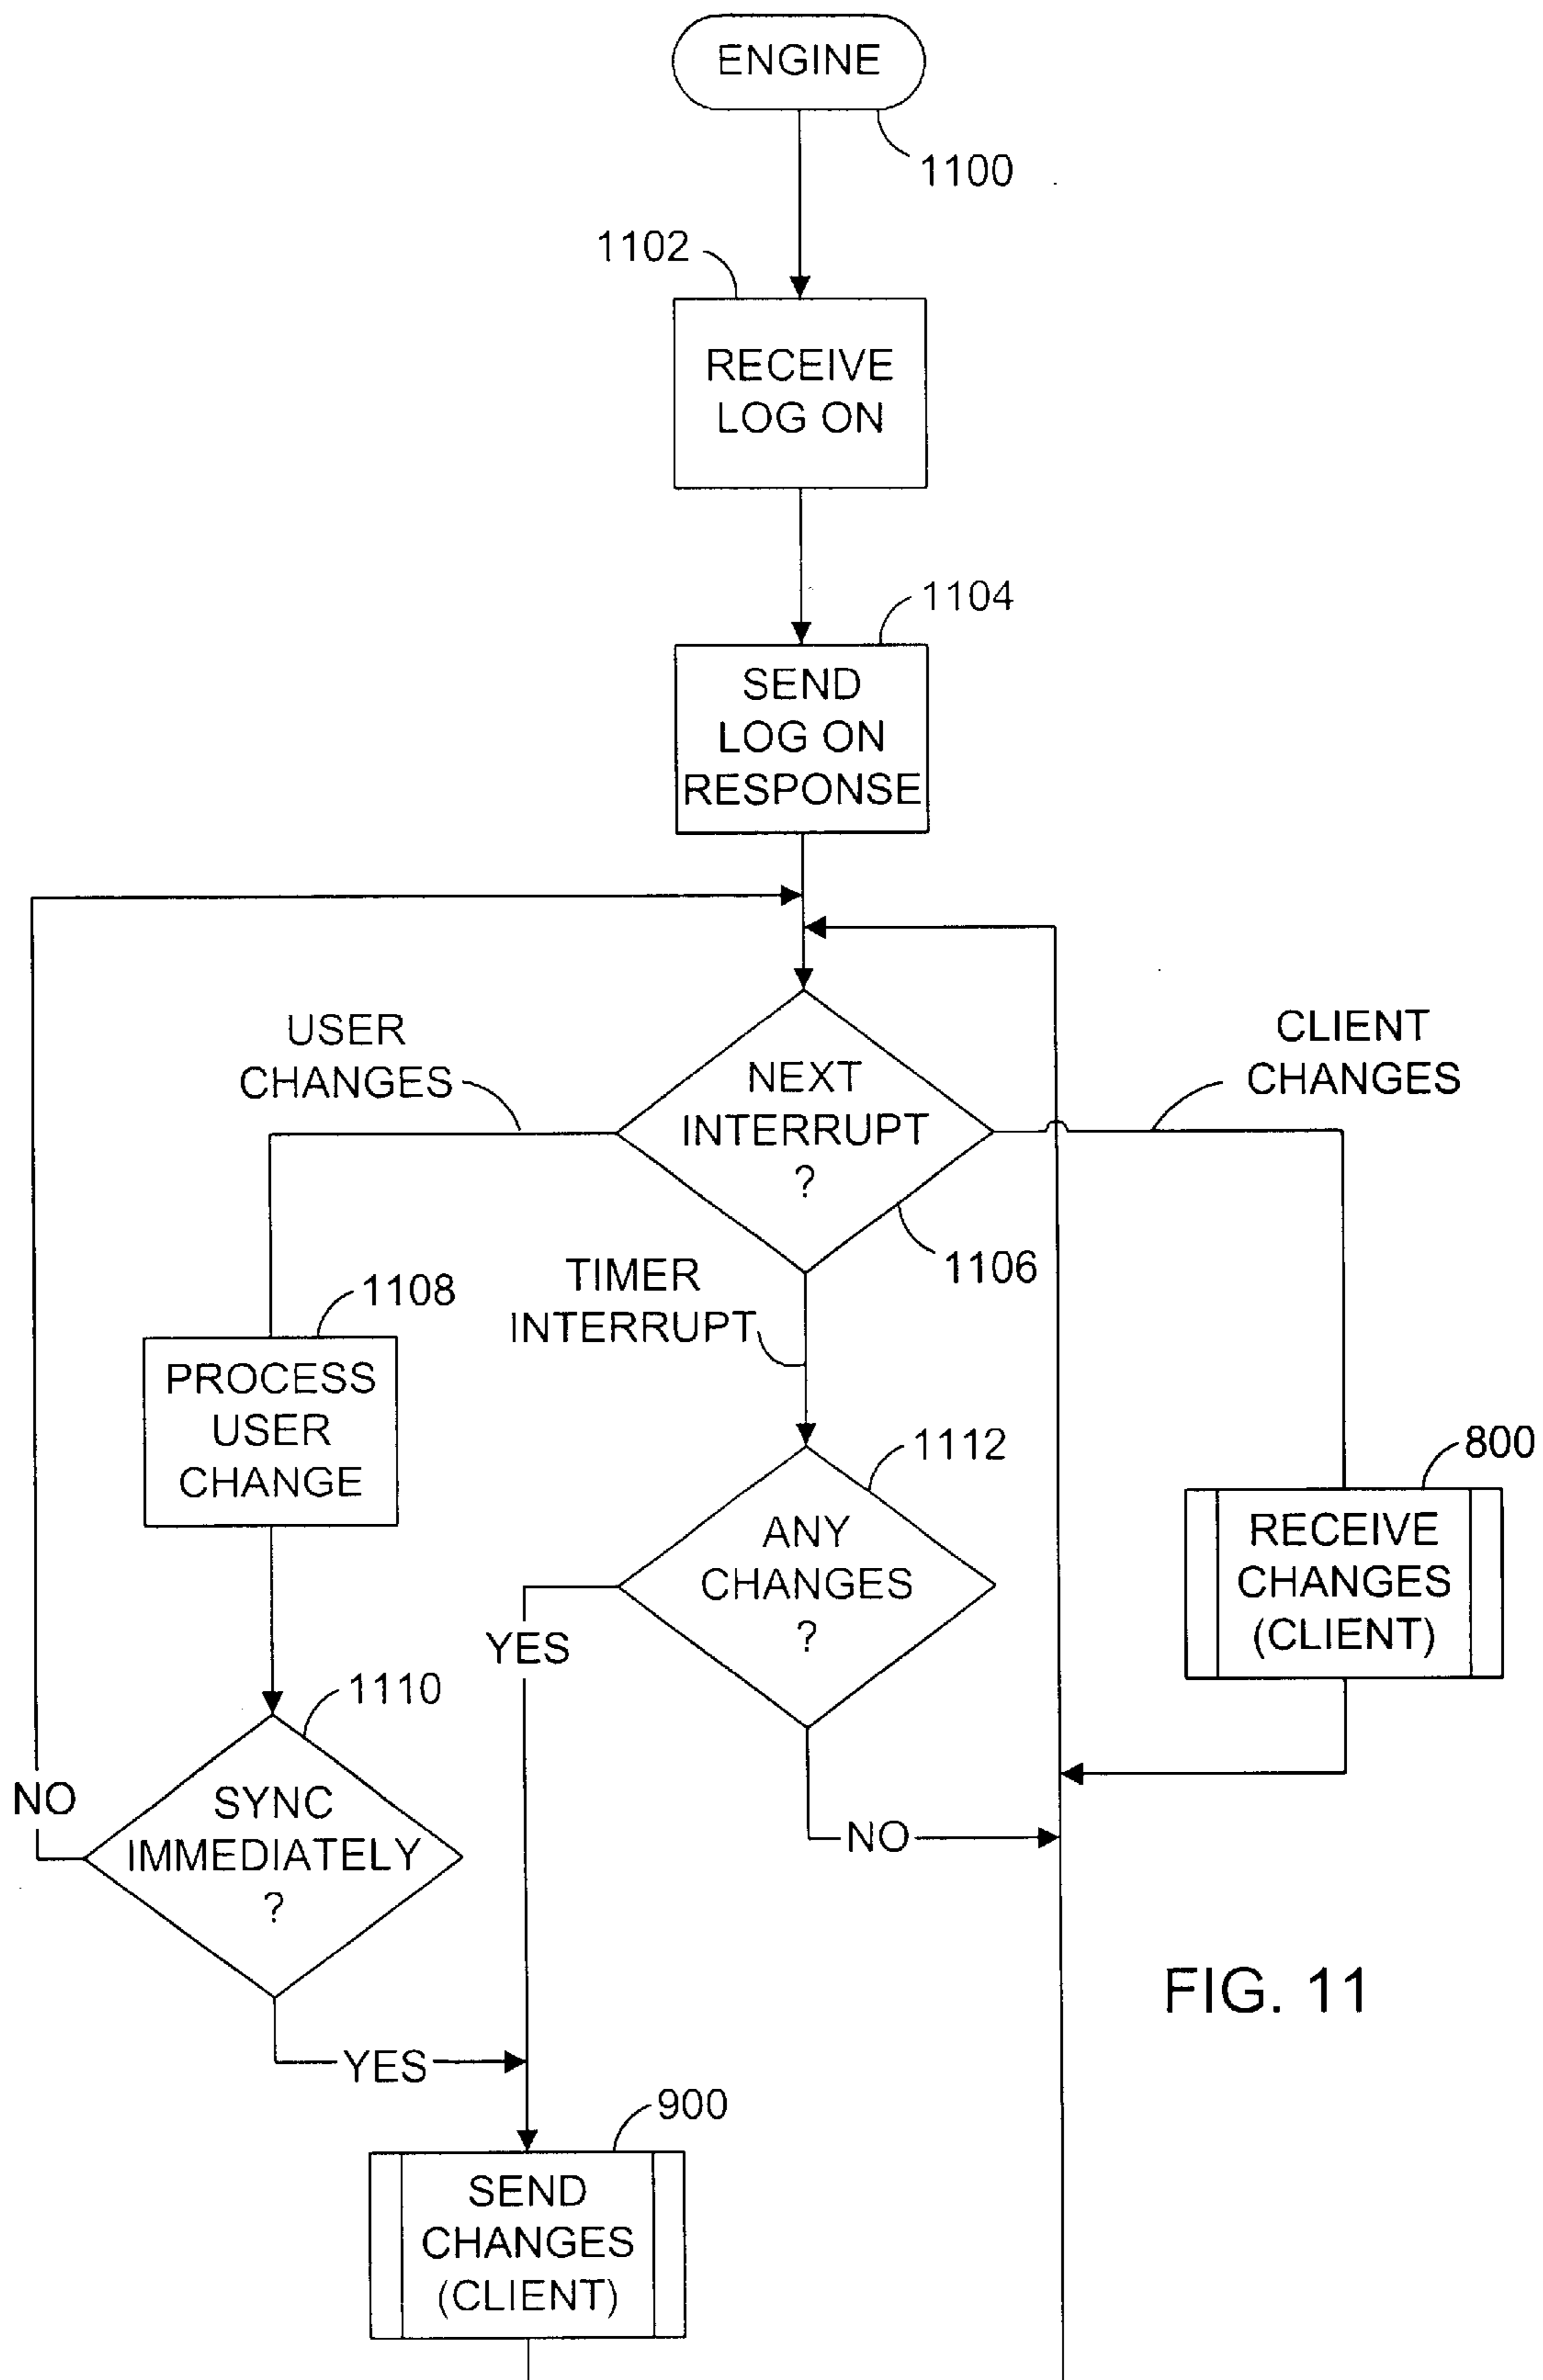 ENGINE
1100
1102
RECEIVE
LOG ON
1104
SEND
LOG ON
RESPONSE
USER
CHANGES
CLIENT
CHANGES
NEXT
INTERRUPT
?
1106
TIMER
INTERRUPT
1108
PROCESS
USER
CHANGE
1112
ANY
CHANGES
?
800
RECEIVE
CHANGES
(CLIENT)
YES
NO
1110
SYNC
IMMEDIATELY
?
NO
YES
FIG. 11
900
SEND
CHANGES
(CLIENT)